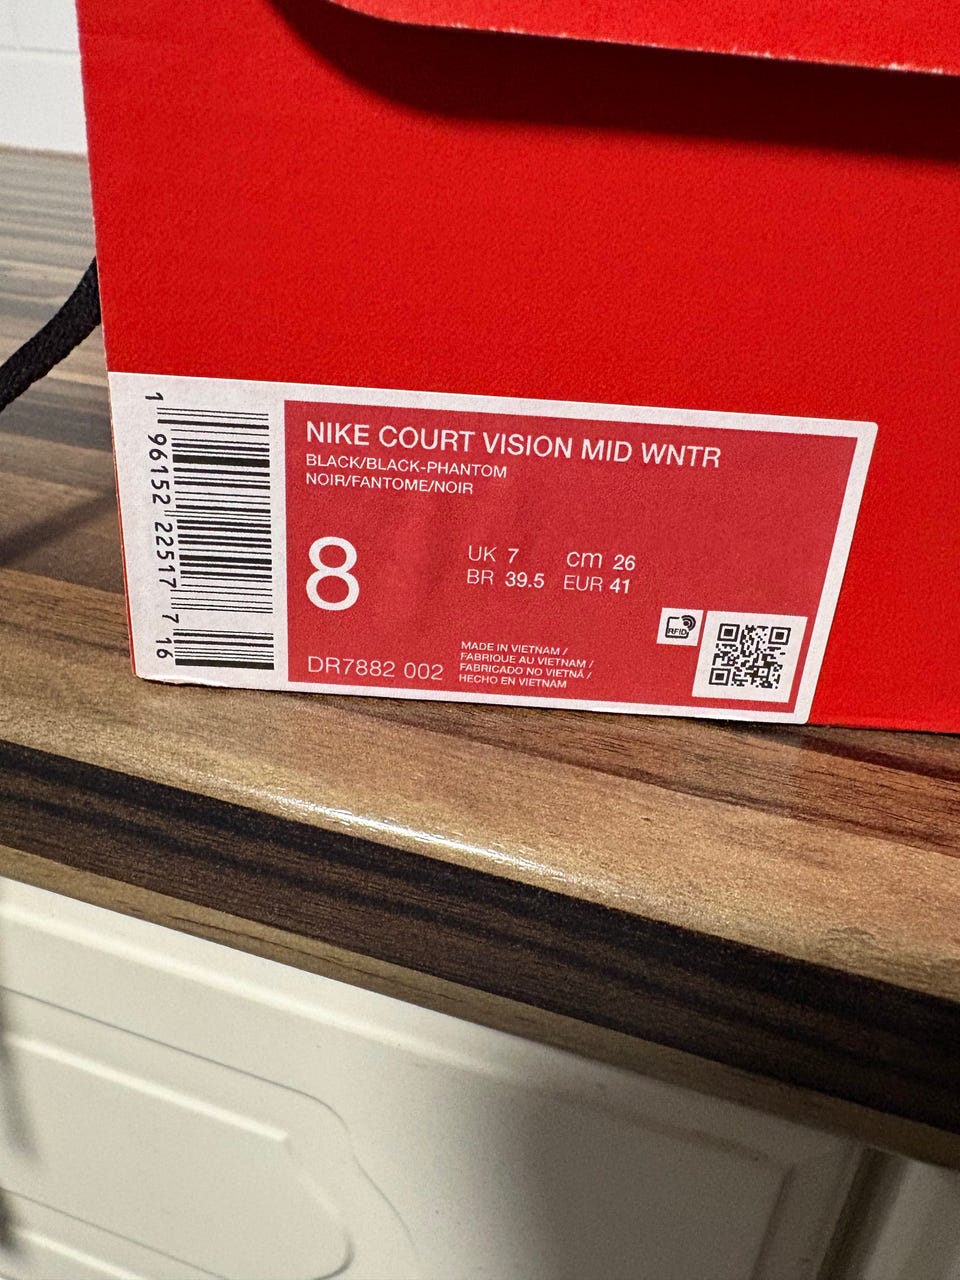 NIKE COURT VISION MID WNTR
BLACK/BLACK-PHANTOM
NOIR/FANTOME/NOIR
8
UK 7 cm 26
BR 39.5 EUR 41
DR7882 002
MADE IN VIETNAM /
FABRIQUE AU VIETNAM /
FABRICADO NO VIETNÃ /
HECHO EN VIETNAM
RFID
1 96152 22517 7 16